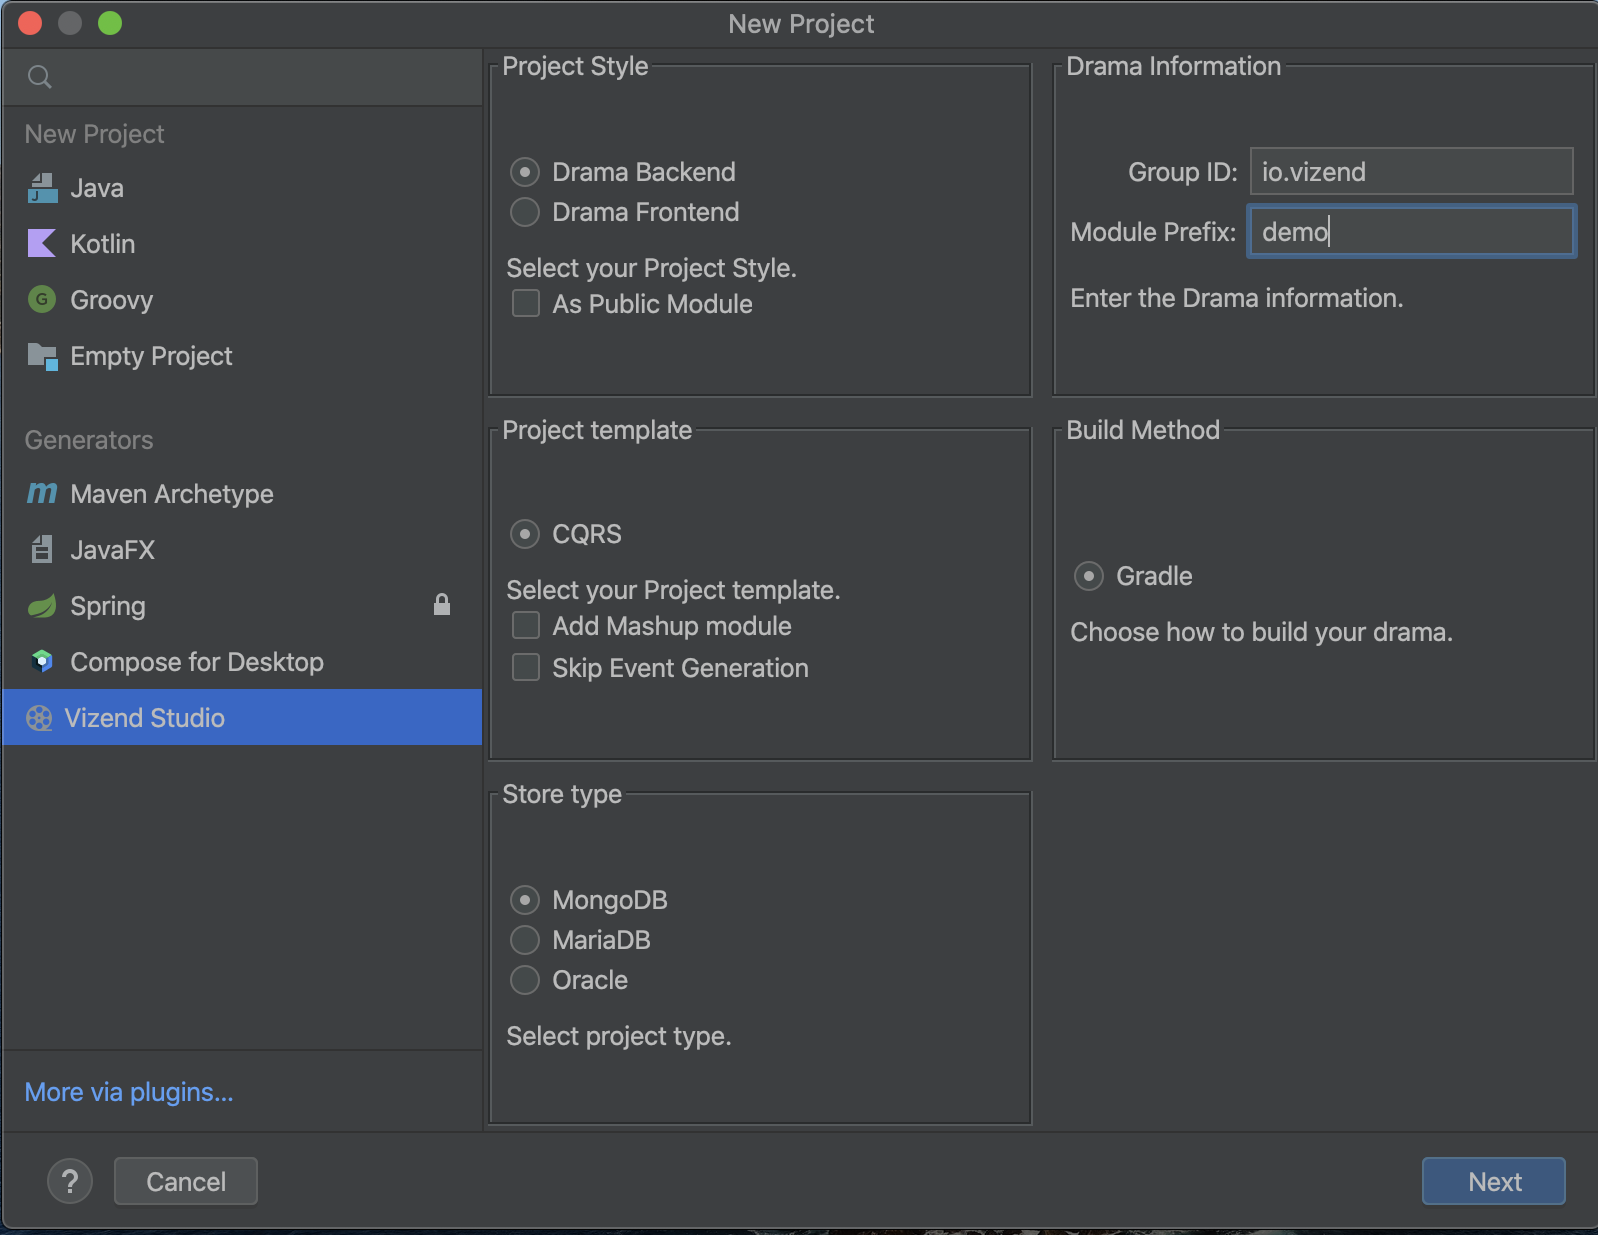 New Project
New Project
Java
Kotlin
Groovy
Empty Project
Generators
Maven Archetype
JavaFX
Spring
Compose for Desktop
Vizend Studio
More via plugins...
Project Style
Drama Backend
Drama Frontend
Select your Project Style.
As Public Module
Drama Information
Group ID: io.vizend
Module Prefix: demo
Enter the Drama information.
Project template
CQRS
Select your Project template.
Add Mashup module
Skip Event Generation
Build Method
Gradle
Choose how to build your drama.
Store type
MongoDB
MariaDB
Oracle
Select project type.
?
Cancel
Next